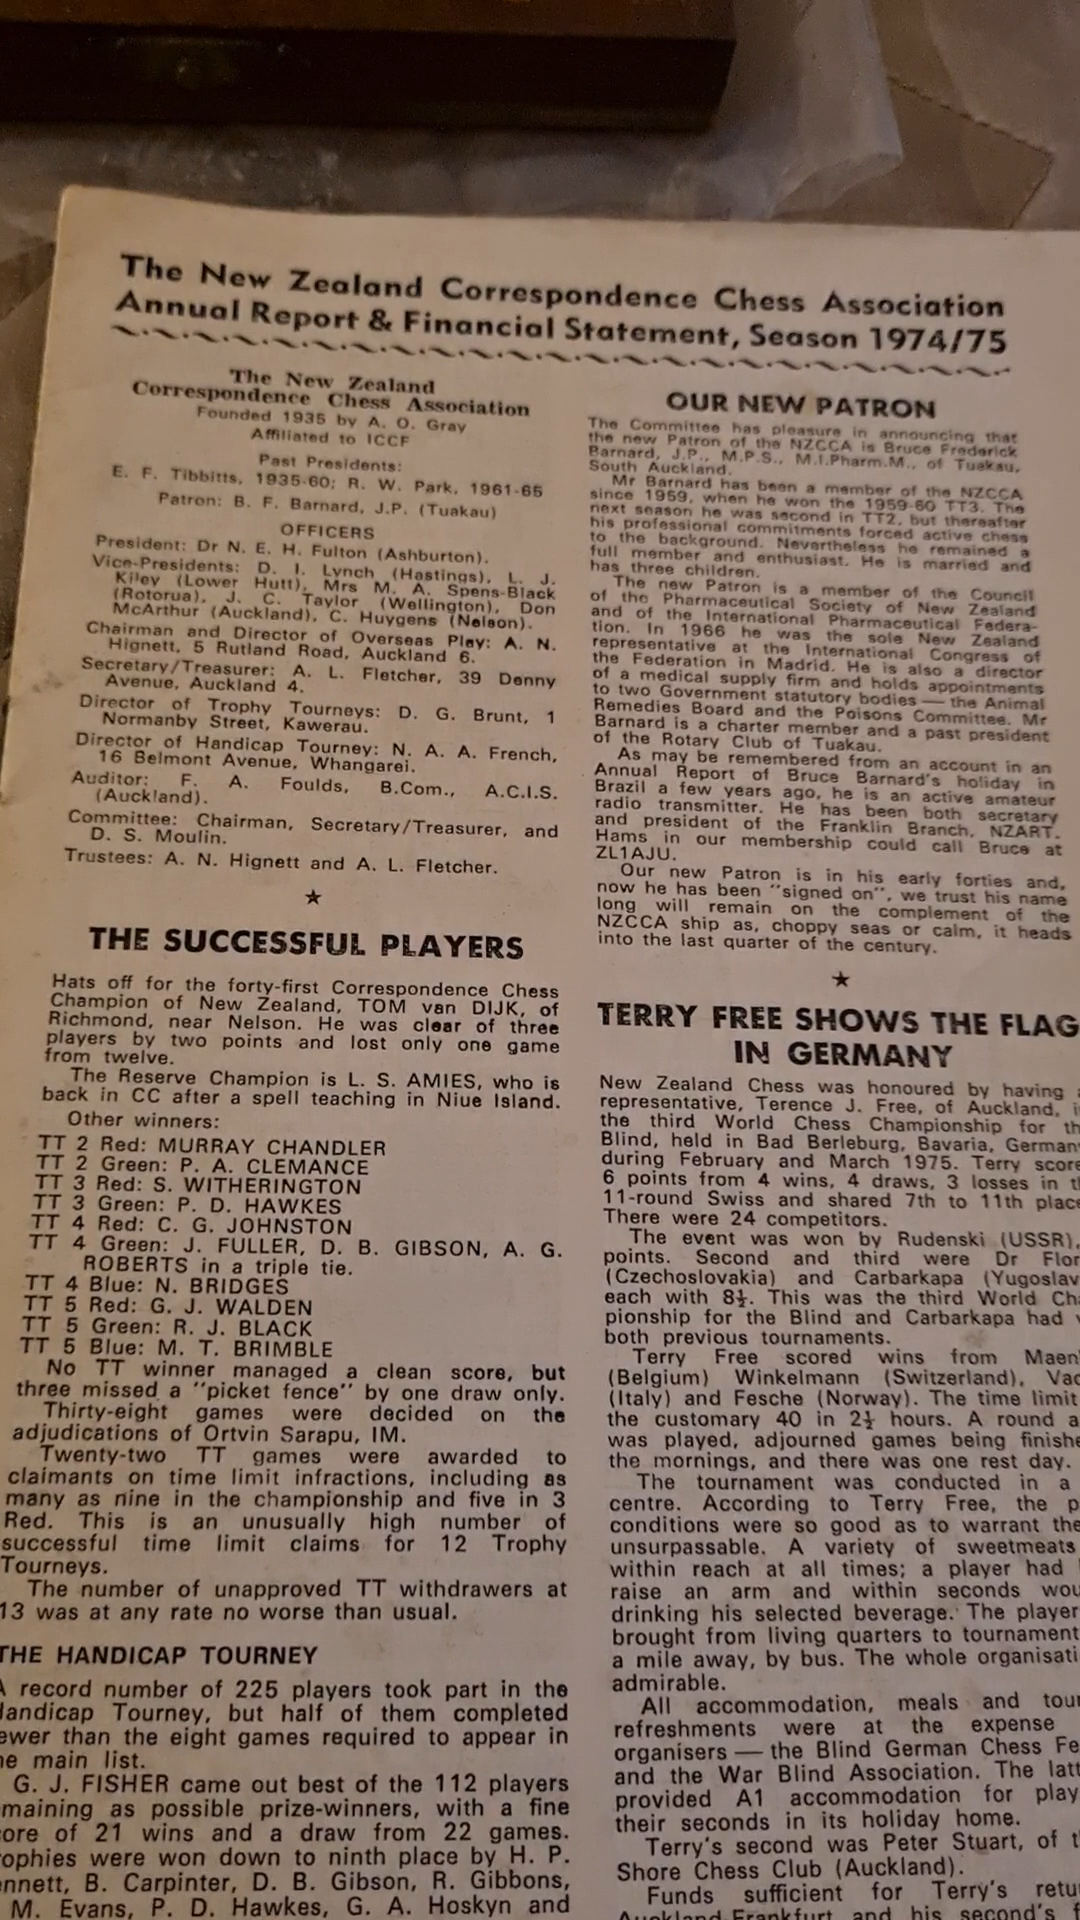 The New Zealand Correspondence Chess Association
Annual Report & Financial Statement, Season 1974/75
The New Zealand
Correspondence Chess Association
Founded 1935 by A. O. Gray
Affiliated to ICCF
Past Presidents:
E. F. Tibbitts, 1935-60; R. W. Park, 1961-65
Patron: B. F. Barnard, J.P. (Tuakau)
OFFICERS
President: Dr N. E. H. Fulton (Ashburton).
Vice-Presidents: D. I. Lynch (Hastings), L. J.
Kiley (Lower Hutt), Mrs M. A. Spens-Black
(Rotorua), J. C. Taylor (Wellington), Don
McArthur (Auckland), C. Huygens (Nelson).
Chairman and Director of Overseas Play: A. N.
Hignett, 5 Rutland Road, Auckland 6.
Secretary/Treasurer: A. L. Fletcher, 39 Denny
Avenue, Auckland 4.
Director of Trophy Tourneys: D. G. Brunt, 1
Normanby Street, Kawerau.
Director of Handicap Tourney: N. A. A. French,
16 Belmont Avenue, Whangarei.
Auditor: F. A. Foulds, B.Com., A.C.I.S.
(Auckland).
Committee: Chairman, Secretary/Treasurer, and
D. S. Moulin.
Trustees: A. N. Hignett and A. L. Fletcher.
THE SUCCESSFUL PLAYERS
Hats off for the forty-first Correspondence Chess
Champion of New Zealand, TOM van DIJK, of
Richmond, near Nelson. He was clear of three
players by two points and lost only one game
from twelve.
The Reserve Champion is L. S. AMIES, who is
back in CC after a spell teaching in Niue Island.
Other winners:
TT 2 Red: MURRAY CHANDLER
TT 2 Green: P. A. CLEMANCE
TT 3 Red: S. WITHERINGTON
TT 3 Green: P. D. HAWKES
TT 4 Red: C. G. JOHNSTON
TT 4 Green: J. FULLER, D. B. GIBSON, A. G.
ROBERTS in a triple tie.
TT 4 Blue: N. BRIDGES
TT 5 Red: G. J. WALDEN
TT 5 Green: R. J. BLACK
TT 5 Blue: M. T. BRIMBLE
No TT winner managed a clean score, but
three missed a "picket fence" by one draw only.
Thirty-eight games were decided on the
adjudications of Ortvin Sarapu, IM.
Twenty-two TT games were awarded to
claimants on time limit infractions, including as
many as nine in the championship and five in 3
Red. This is an unusually high number of
successful time limit claims for 12 Trophy
Tourneys.
The number of unapproved TT withdrawers at
13 was at any rate no worse than usual.
THE HANDICAP TOURNEY
A record number of 225 players took part in the
Handicap Tourney, but half of them completed
ewer than the eight games required to appear in
he main list.
G. J. FISHER came out best of the 112 players
maining as possible prize-winners, with a fine
ore of 21 wins and a draw from 22 games.
ophies were won down to ninth place by H. P.
nnett, B. Carpinter, D. B. Gibson, R. Gibbons,
M. Evans, P. D. Hawkes, G. A. Hoskyn and
OUR NEW PATRON
The Committee has pleasure in announcing that
the new Patron of the NZCCA is Bruce Frederick
Barnard, J.P., M.P.S., M.I.Pharm.M., of Tuakau,
South Auckland.
Mr Barnard has been a member of the NZCCA
since 1959, when he won the 1959-60 TT3. The
next season he was second in TT2, but thereafter
his professional commitments forced active chess
to the background. Nevertheless he remained a
full member and enthusiast. He is married and
has three children.
The new Patron is a member of the Council
of the Pharmaceutical Society of New Zealand
and of the International Pharmaceutical Federa-
tion. In 1966 he was the sole New Zealand
representative at the International Congress of
the Federation in Madrid. He is also a director
of a medical supply firm and holds appointments
to two Government statutory bodies — the Animal
Remedies Board and the Poisons Committee. Mr
Barnard is a charter member and a past president
of the Rotary Club of Tuakau.
As may be remembered from an account in an
Annual Report of Bruce Barnard's holiday in
Brazil a few years ago, he is an active amateur
radio transmitter. He has been both secretary
and president of the Franklin Branch, NZART.
Hams in our membership could call Bruce at
ZL1AJU.
Our new Patron is in his early forties and,
now he has been "signed on", we trust his name
long will remain on the complement of the
NZCCA ship as, choppy seas or calm, it heads
into the last quarter of the century.
TERRY FREE SHOWS THE FLAG
IN GERMANY
New Zealand Chess was honoured by having
representative, Terence J. Free, of Auckland, i
the third World Chess Championship for th
Blind, held in Bad Berleburg, Bavaria, German
during February and March 1975. Terry score
6 points from 4 wins, 4 draws, 3 losses in t
11-round Swiss and shared 7th to 11th place
There were 24 competitors.
The event was won by Rudenski (USSR),
points. Second and third were Dr Flor
(Czechoslovakia) and Carbarkapa (Yugoslav
each with 8½. This was the third World Cha
pionship for the Blind and Carbarkapa had
both previous tournaments.
Terry Free scored wins from Maen
(Belgium) Winkelmann (Switzerland), Vac
(Italy) and Fesche (Norway). The time limit
the customary 40 in 2½ hours. A round a
was played, adjourned games being finishe
the mornings, and there was one rest day.
The tournament was conducted in a
centre. According to Terry Free, the p
conditions were so good as to warrant the
unsurpassable. A variety of sweetmeats
within reach at all times; a player had
raise an arm and within seconds wou
drinking his selected beverage. The player
brought from living quarters to tournament
a mile away, by bus. The whole organisati
admirable.
All accommodation, meals and tour
refreshments were at the expense
organisers — the Blind German Chess Fe
and the War Blind Association. The latt
provided A1 accommodation for play
their seconds in its holiday home.
Terry's second was Peter Stuart, of t
Shore Chess Club (Auckland).
Funds sufficient for Terry's retu
Auckland-Frankfurt and his second's f